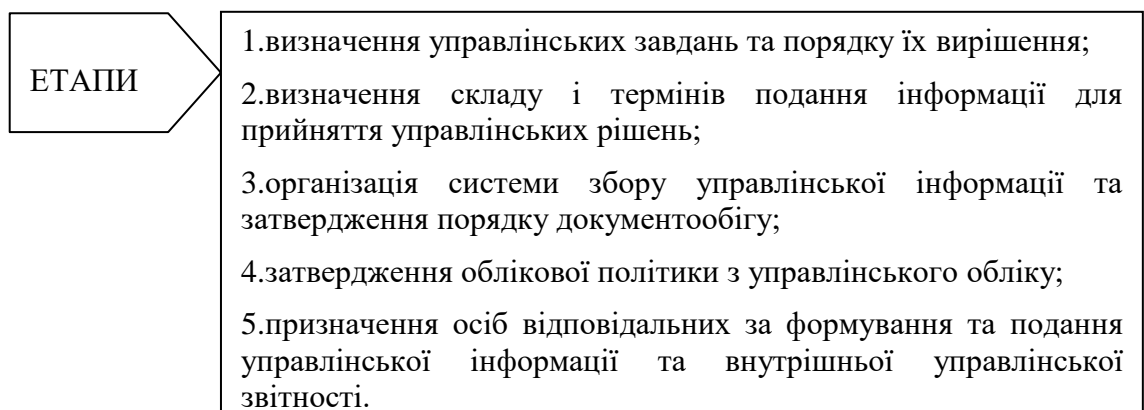 ЕТАПИ
1.визначення управлінських завдань та порядку їх вирішення;
2.визначення складу і термінів подання інформації для
прийняття управлінських рішень;
3.організація системи збору управлінської інформації та
затвердження порядку документообігу;
4.затвердження облікової політики з управлінського обліку;
5.призначення осіб відповідальних за формування та подання
управлінської інформації та внутрішньої управлінської
звітності.